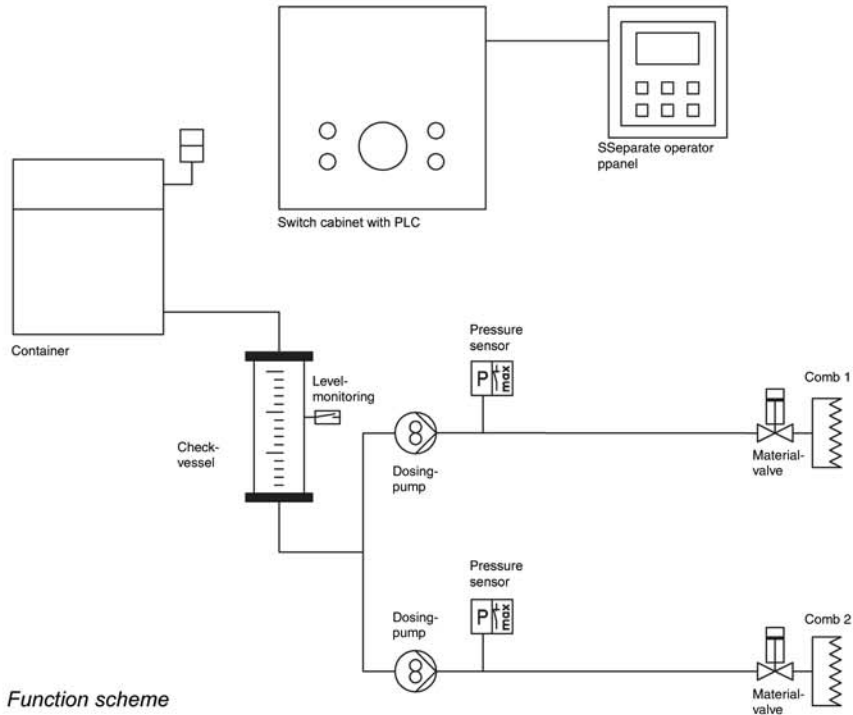 SSeparate operator
ppanel
Switch cabinet with PLC
Container
Pressure
sensor
P max
Level-
monitoring
Comb 1
Check-
vessel
Dosing-
pump
Material-
valve
Pressure
sensor
P max
Dosing-
pump
Comb 2
Material-
valve
Function scheme